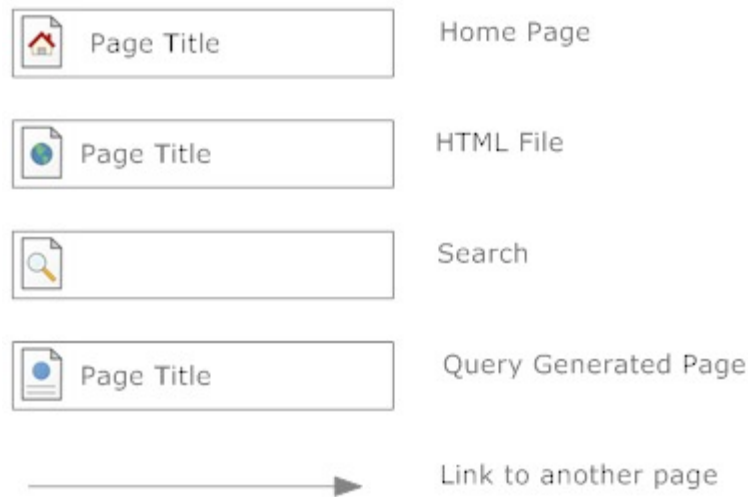 Page Title
Home Page
Page Title
HTML File
Search
Page Title
Query Generated Page
Link to another page